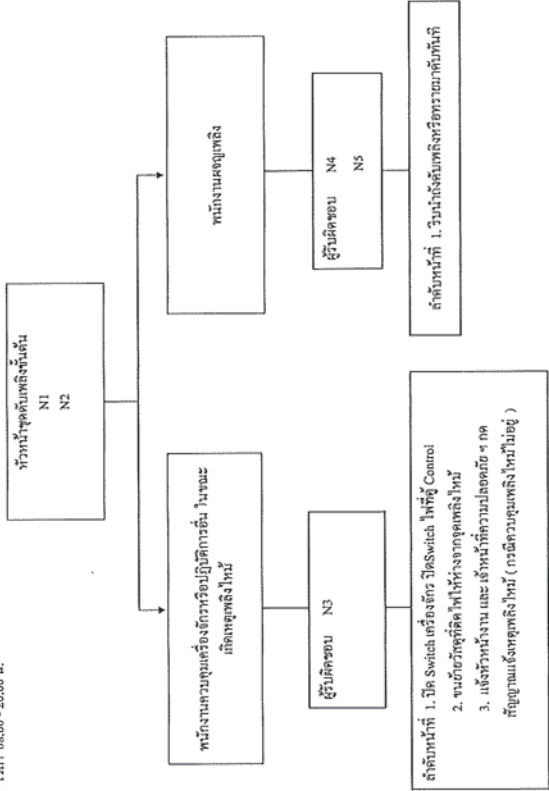 เวลา 08.00 - 20.00 น.
หัวหน้าชุดดับเพลิงขั้นต้น
N1
N2
พนักงานควบคุมเครื่องจักรหรือปฏิบัติการอื่น ในขณะ
เกิดเหตุเพลิงไหม้
พนักงานผจญเพลิง
ผู้รับผิดชอบ N3
ผู้รับผิดชอบ N4
N5
ลำดับหน้าที่ 1. ปิด Switch เครื่องจักร ปิดSwitch ไฟที่ตู้ Control
2. ขนย้ายวัสดุที่ติดไฟให้ห่างจากจุดเพลิงไหม้
3. แจ้งหัวหน้างาน และ เจ้าหน้าที่ความปลอดภัย ฯ กด
สัญญาณแจ้งเหตุเพลิงไหม้ ( กรณีควบคุมเพลิงไหม้ไม่อยู่ )
ลำดับหน้าที่ 1. รีบนำถังดับเพลิงหรือทรายมาดับทันที